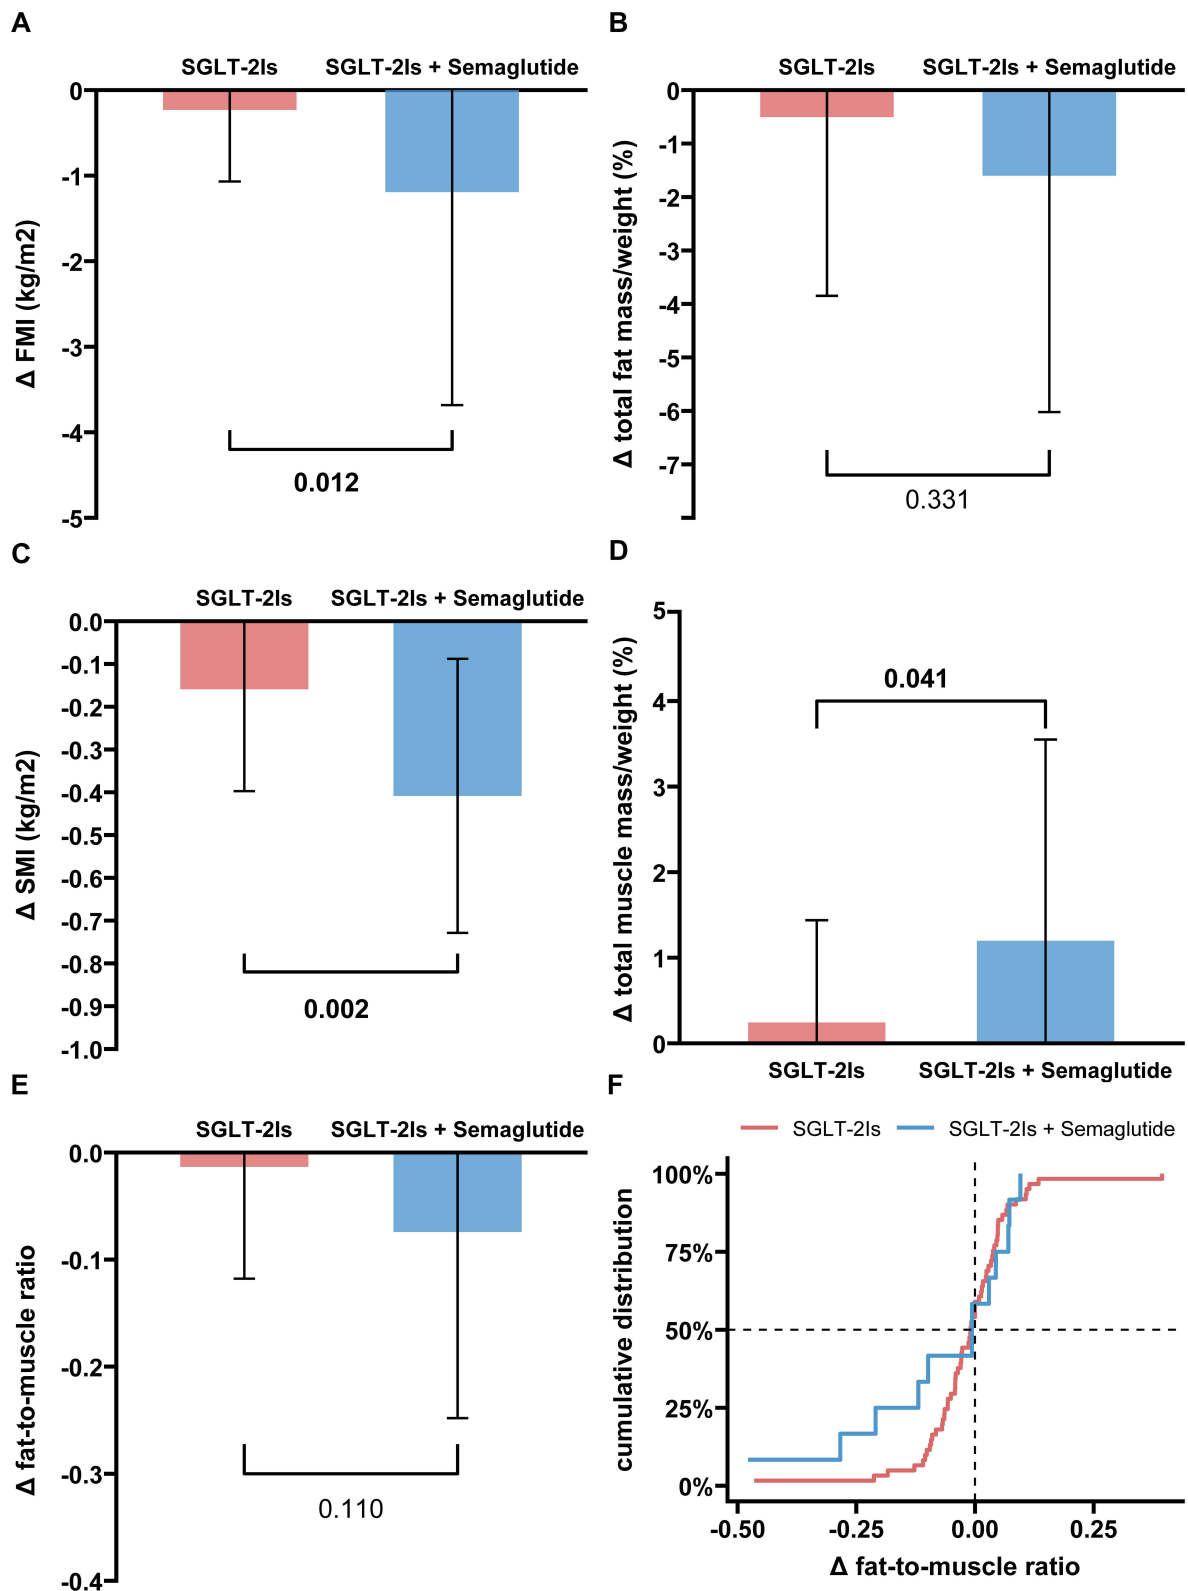 A
SGLT-2Is SGLT-2Is + Semaglutide
0
-1
-2
-3
-4
-5
Δ FMI (kg/m2)
0.012
B
SGLT-2Is SGLT-2Is + Semaglutide
0
-1
-2
-3
-4
-5
-6
-7
Δ total fat mass/weight (%)
0.331
C
SGLT-2Is SGLT-2Is + Semaglutide
0.0
-0.1
-0.2
-0.3
-0.4
-0.5
-0.6
-0.7
-0.8
-0.9
-1.0
Δ SMI (kg/m2)
0.002
D
5
4
3
2
1
0
Δ total muscle mass/weight (%)
0.041
SGLT-2Is SGLT-2Is + Semaglutide
E
SGLT-2Is SGLT-2Is + Semaglutide
0.0
-0.1
-0.2
-0.3
-0.4
Δ fat-to-muscle ratio
0.110
F
SGLT-2Is SGLT-2Is + Semaglutide
100%
75%
50%
25%
0%
cumulative distribution
-0.50 -0.25 0.00 0.25
Δ fat-to-muscle ratio